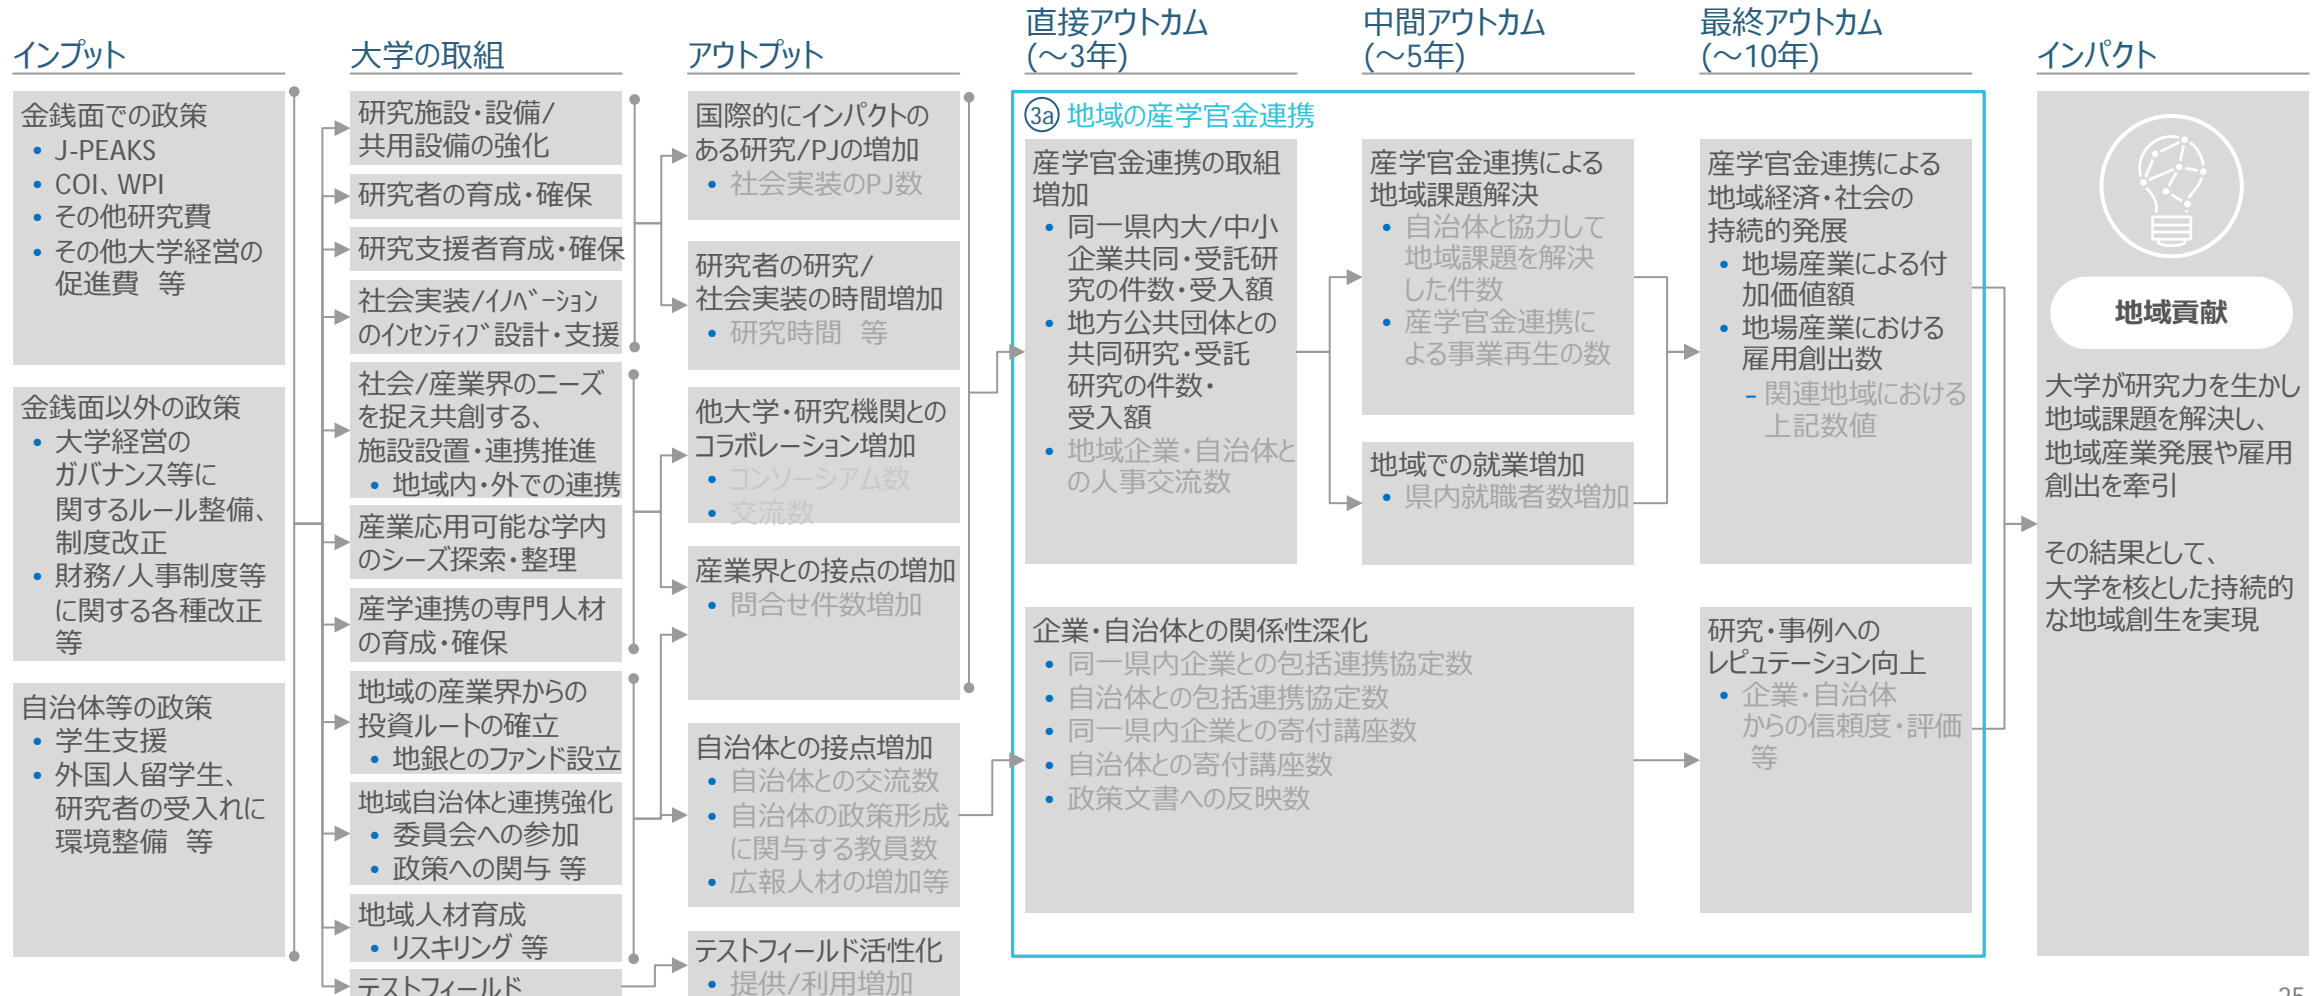 インプット
金銭面での政策
• J-PEAKS
• COI、WPI
• その他研究費
• その他大学経営の
促進費 等
金銭面以外の政策
• 大学経営の
ガバナンス等に
関するルール整備、
制度改正
• 財務/人事制度等
に関する各種改正
等
自治体等の政策
• 学生支援
• 外国人留学生、
研究者の受入れに
環境整備 等
大学の取組
研究施設・設備/
共用設備の強化
研究者の育成・確保
研究支援者育成・確保
社会実装/イノベーション
のインセンティブ設計・支援
社会/産業界のニーズ
を捉え共創する、
施設設置・連携推進
• 地域内・外での連携
産業応用可能な学内
のシーズ探索・整理
産学連携の専門人材
の育成・確保
地域の産業界からの
投資ルートの確立
• 地銀とのファンド設立
地域自治体と連携強化
• 委員会への参加
• 政策への関与 等
地域人材育成
• リスキリング 等
テストフィールド
アウトプット
国際的にインパクトの
ある研究/PJの増加
• 社会実装のPJ数
研究者の研究/
社会実装の時間増加
• 研究時間 等
他大学・研究機関との
コラボレーション増加
• コンソーシアム数
• 交流数
産業界との接点の増加
• 問合せ件数増加
自治体との接点増加
• 自治体との交流数
• 自治体の政策形成
に関与する教員数
• 広報人材の増加等
テストフィールド活性化
• 提供/利用増加
直接アウトカム
(～3年)
中間アウトカム
(～5年)
最終アウトカム
(～10年)
3a 地域の産学官金連携
産学官金連携の取組
増加
• 同一県内大/中小
企業共同・受託研
究の件数・受入額
• 地方公共団体との
共同研究・受託
研究の件数・
受入額
• 地域企業・自治体と
の人事交流数
産学官金連携による
地域課題解決
• 自治体と協力して
地域課題を解決
した件数
• 産学官金連携に
よる事業再生の数
地域での就業増加
• 県内就職者数増加
産学官金連携による
地域経済・社会の
持続的発展
• 地場産業による付
加価値額
• 地場産業における
雇用創出数
- 関連地域における
上記数値
企業・自治体との関係性深化
• 同一県内企業との包括連携協定数
• 自治体との包括連携協定数
• 同一県内企業との寄付講座数
• 自治体との寄付講座数
• 政策文書への反映数
研究・事例への
レピュテーション向上
• 企業・自治体
からの信頼度・評価
等
インパクト
地域貢献
大学が研究力を生かし
地域課題を解決し、
地域産業発展や雇用
創出を牽引
その結果として、
大学を核とした持続的
な地域創生を実現
25